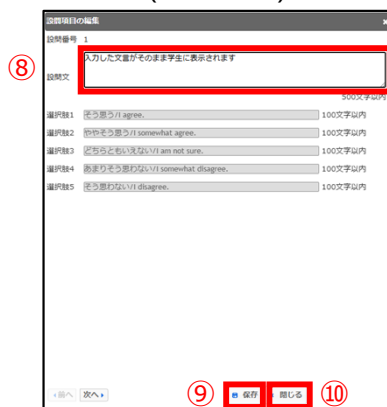 設問項目の編集 ×
設問番号 1
⑧
設問文 入力した文言がそのまま学生に表示されます
500文字以内
選択肢1 そう思う/I agree. 100文字以内
選択肢2 ややそう思う/I somewhat agree. 100文字以内
選択肢3 どちらともいえない/I am not sure. 100文字以内
選択肢4 あまりそう思わない/I somewhat disagree. 100文字以内
選択肢5 そう思わない/I disagree. 100文字以内
前へ 次へ ⑨ 保存 閉じる ⑩